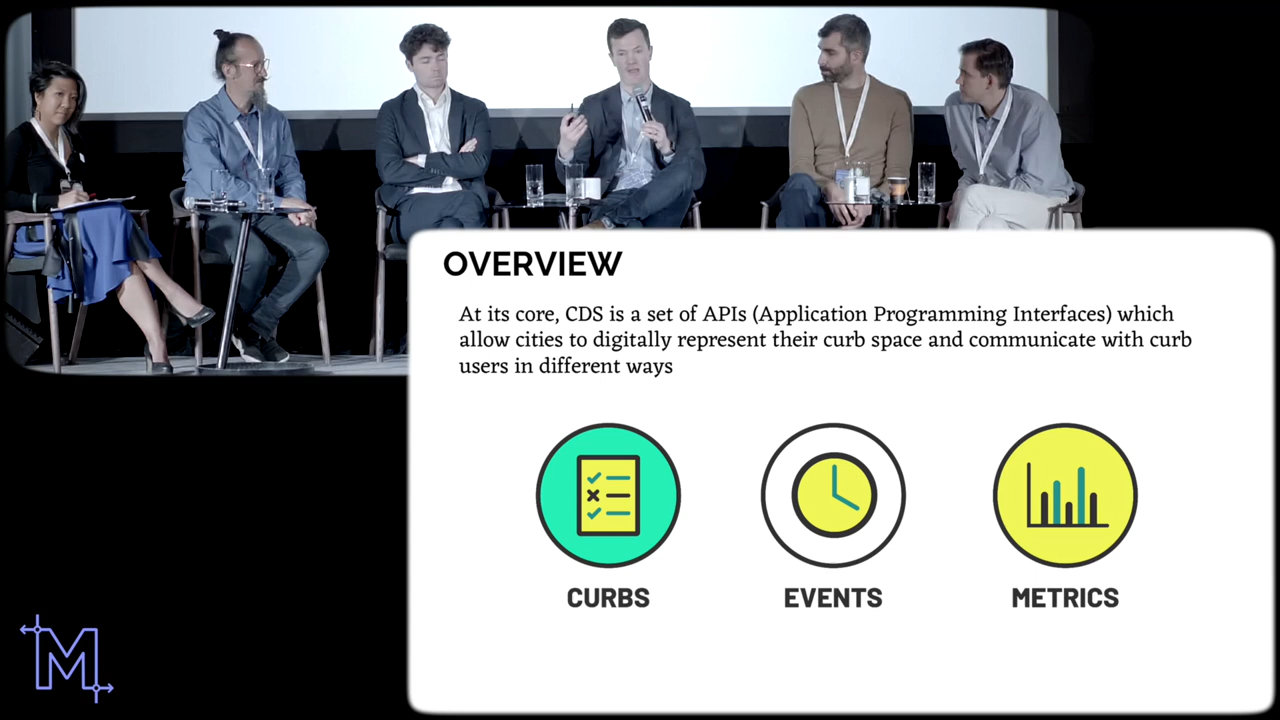 OVERVIEW
At its core, CDS is a set of APIs (Application Programming Interfaces) which
allow cities to digitally represent their curb space and communicate with curb
users in different ways
CURBS
EVENTS
METRICS
M